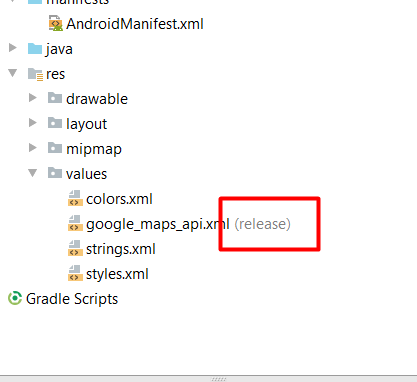 manifests
AndroidManifest.xml
java
res
drawable
layout
mipmap
values
colors.xml
google_maps_api.xml (release)
strings.xml
styles.xml
Gradle Scripts